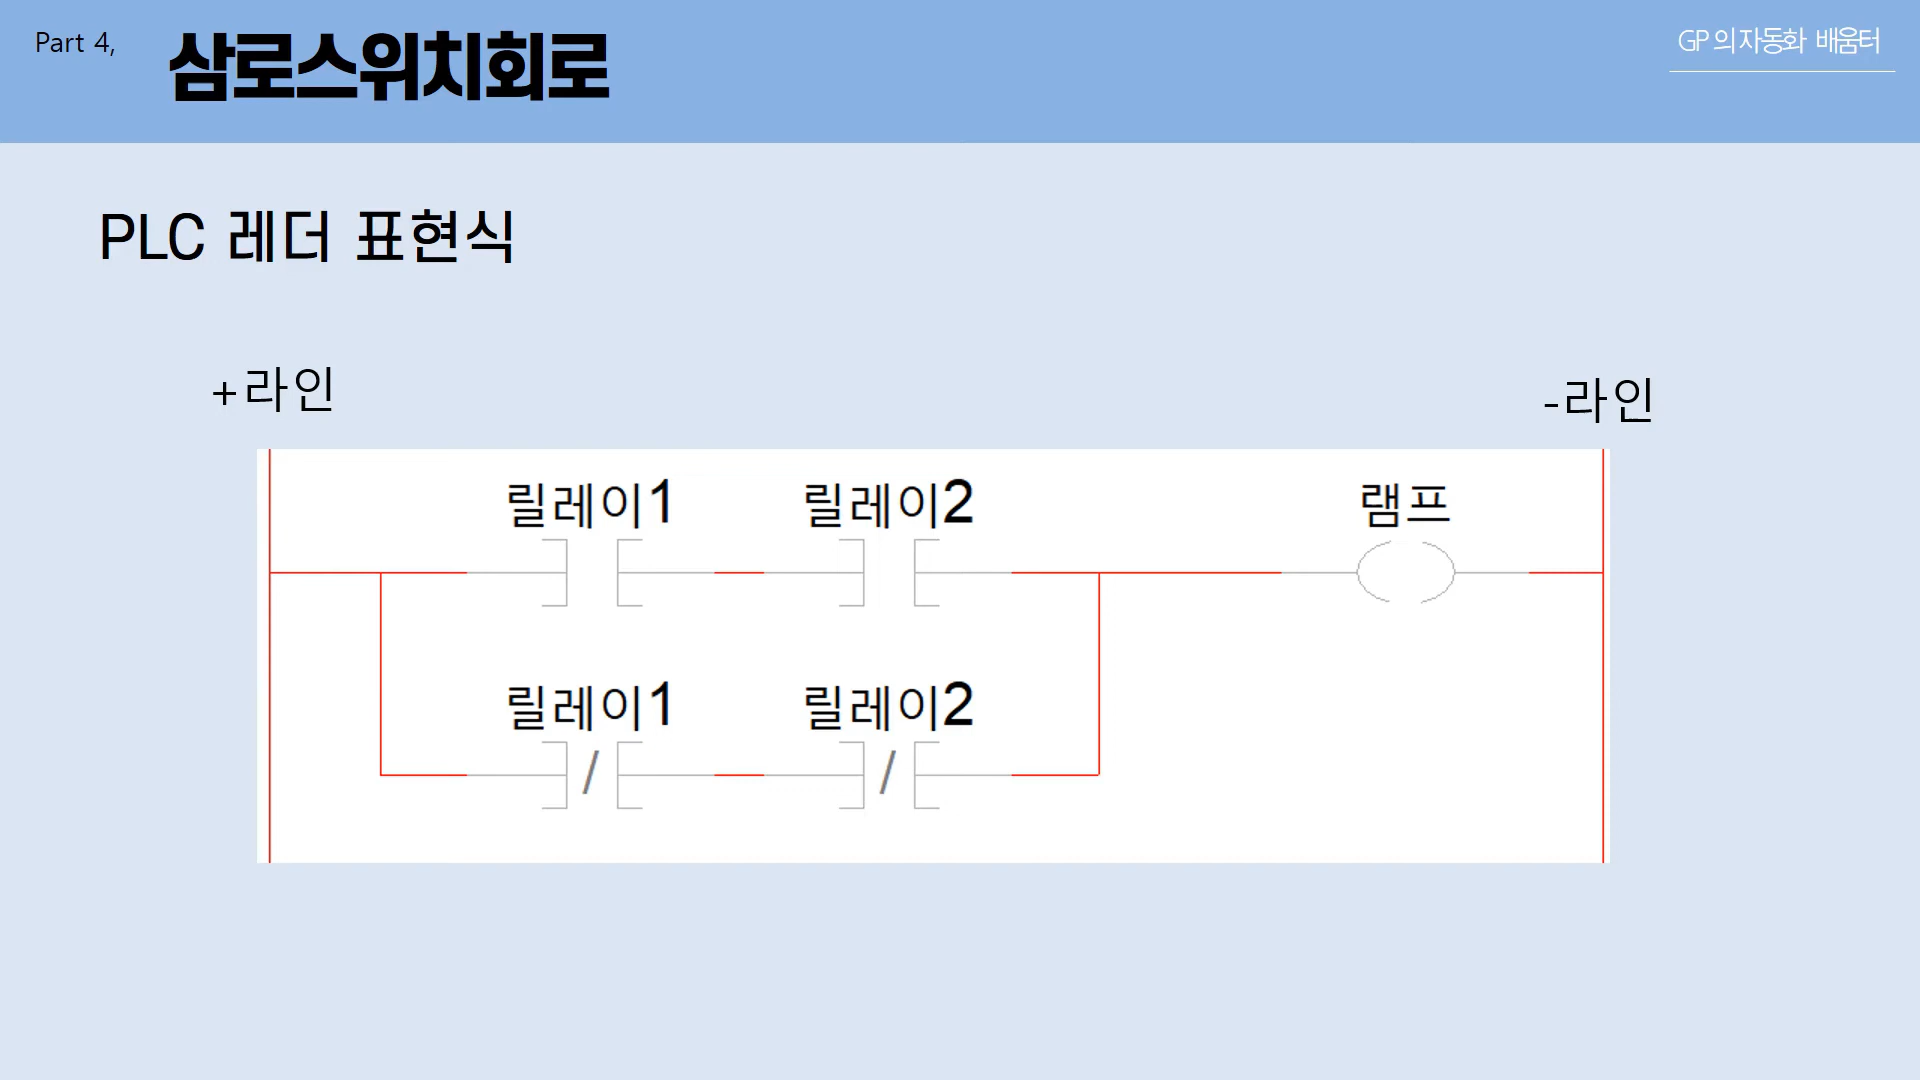 Part 4,
삼로스위치회로
GP의 자동화 배움터
PLC 레더 표현식
+라인
-라인
릴레이1
릴레이2
램프
릴레이1
릴레이2